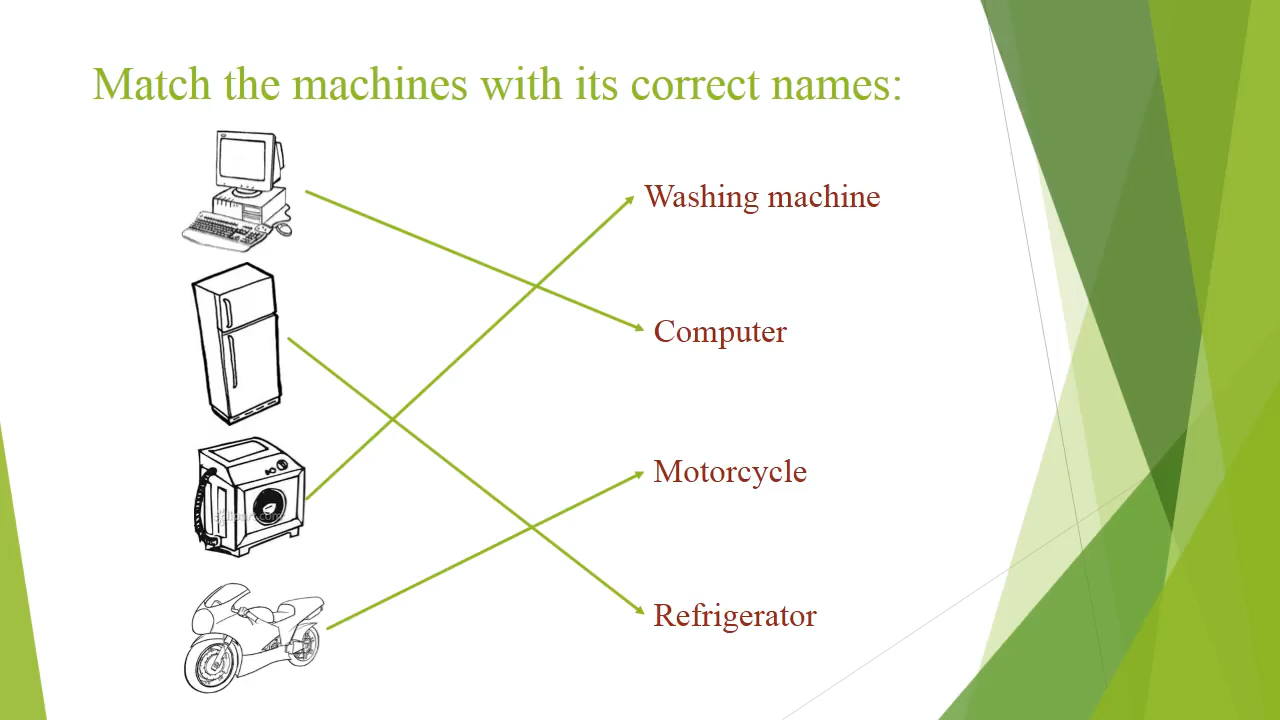 Match the machines with its correct names:
Washing machine
Computer
Motorcycle
Refrigerator